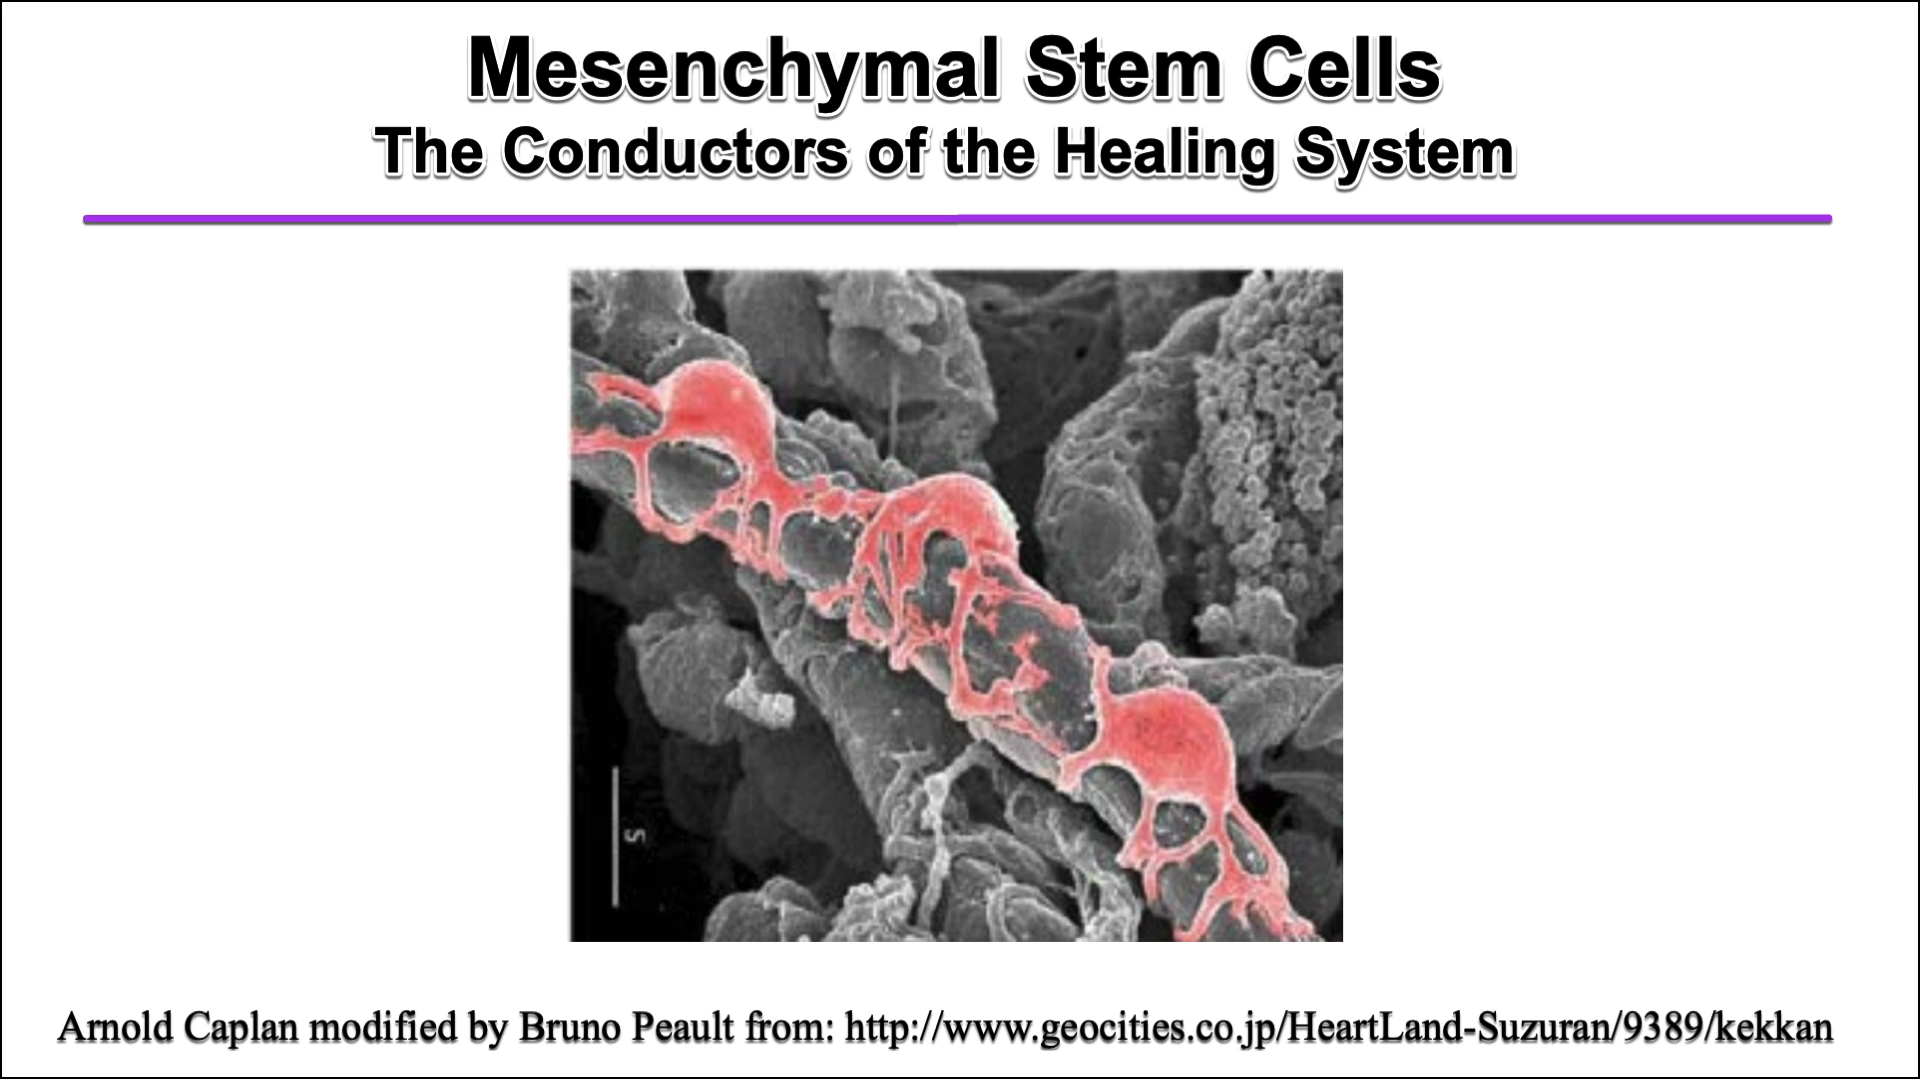 Mesenchymal Stem Cells
The Conductors of the Healing System
5
Arnold Caplan modified by Bruno Peault from: http://www.geocities.co.jp/HeartLand-Suzuran/9389/kekkan